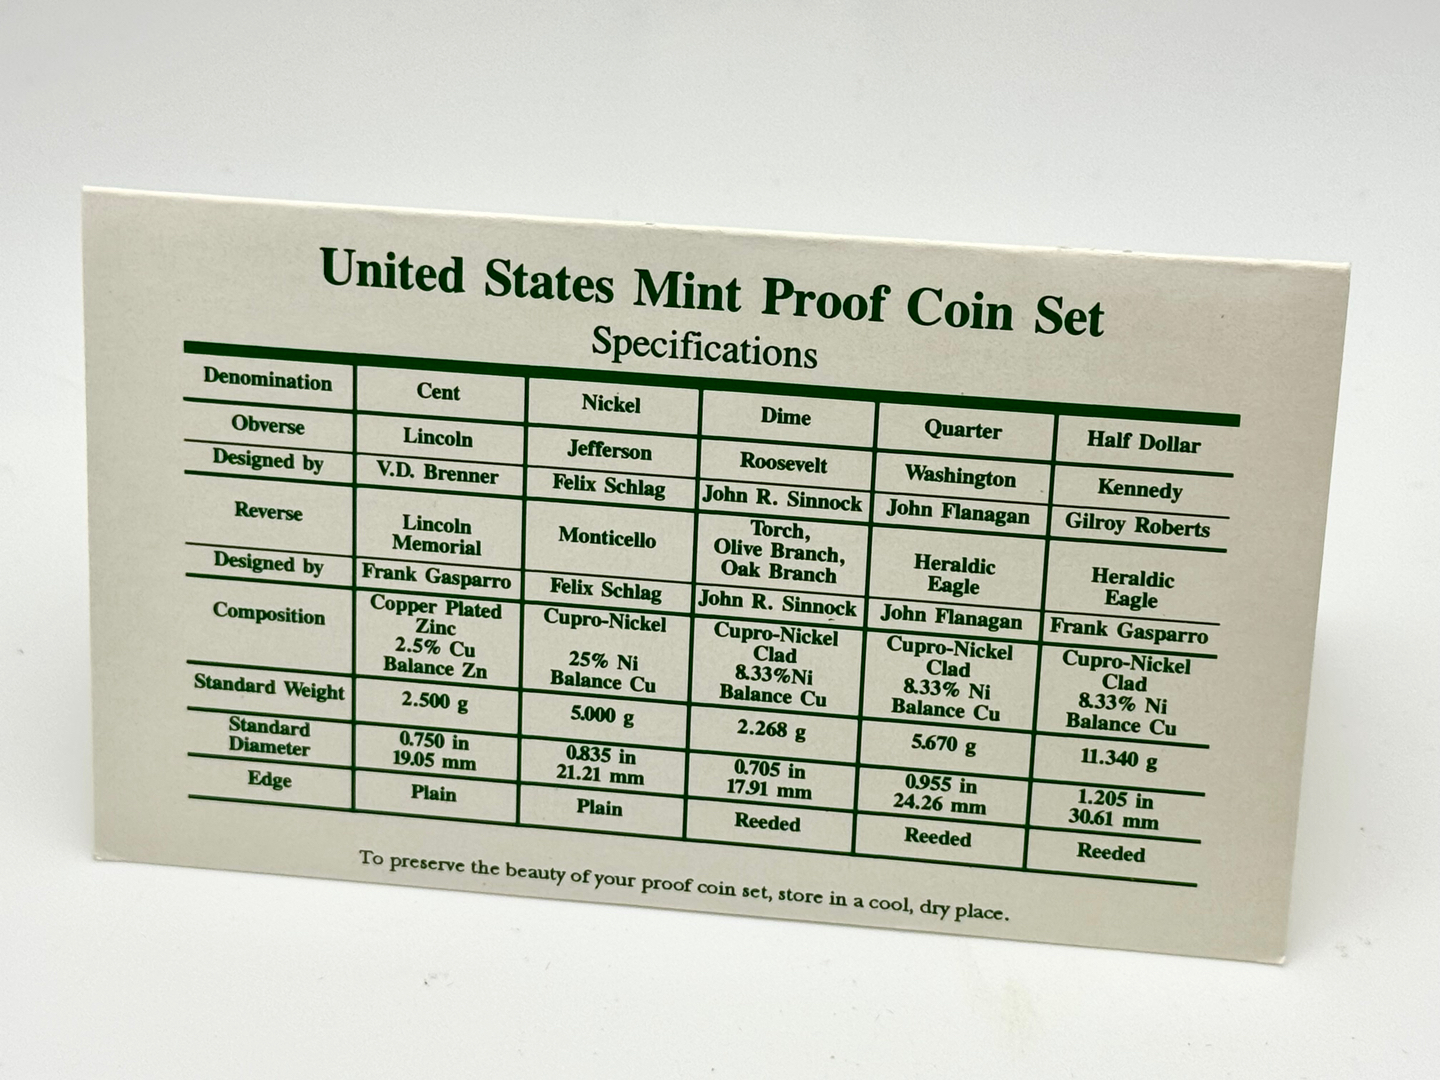 United States Mint Proof Coin Set
Specifications
Denomination Cent Nickel Dime Quarter Half Dollar
Obverse Lincoln Jefferson Roosevelt Washington Kennedy
Designed by V.D. Brenner Felix Schlag John R. Sinnock John Flanagan Gilroy Roberts
Reverse Lincoln Memorial Monticello Torch, Olive Branch, Oak Branch Heraldic Eagle Heraldic Eagle
Designed by Frank Gasparro Felix Schlag John R. Sinnock John Flanagan Frank Gasparro
Composition Copper Plated Zinc 2.5% Cu Balance Zn Cupro-Nickel 25% Ni Balance Cu Cupro-Nickel Clad 8.33%Ni Balance Cu Cupro-Nickel Clad 8.33% Ni Balance Cu Cupro-Nickel Clad 8.33% Ni Balance Cu
Standard Weight 2.500 g 5.000 g 2.268 g 5.670 g 11.340 g
Standard Diameter 0.750 in 19.05 mm 0.835 in 21.21 mm 0.705 in 17.91 mm 0.955 in 24.26 mm 1.205 in 30.61 mm
Edge Plain Plain Reeded Reeded Reeded
To preserve the beauty of your proof coin set, store in a cool, dry place.